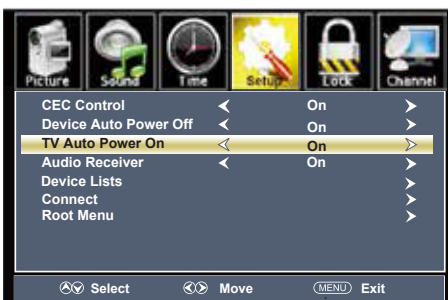 Picture Sound Time Setup Lock Channel
CEC Control On
Device Auto Power Off On
TV Auto Power On On
Audio Receiver On
Device Lists
Connect
Root Menu
Select Move MENU Exit